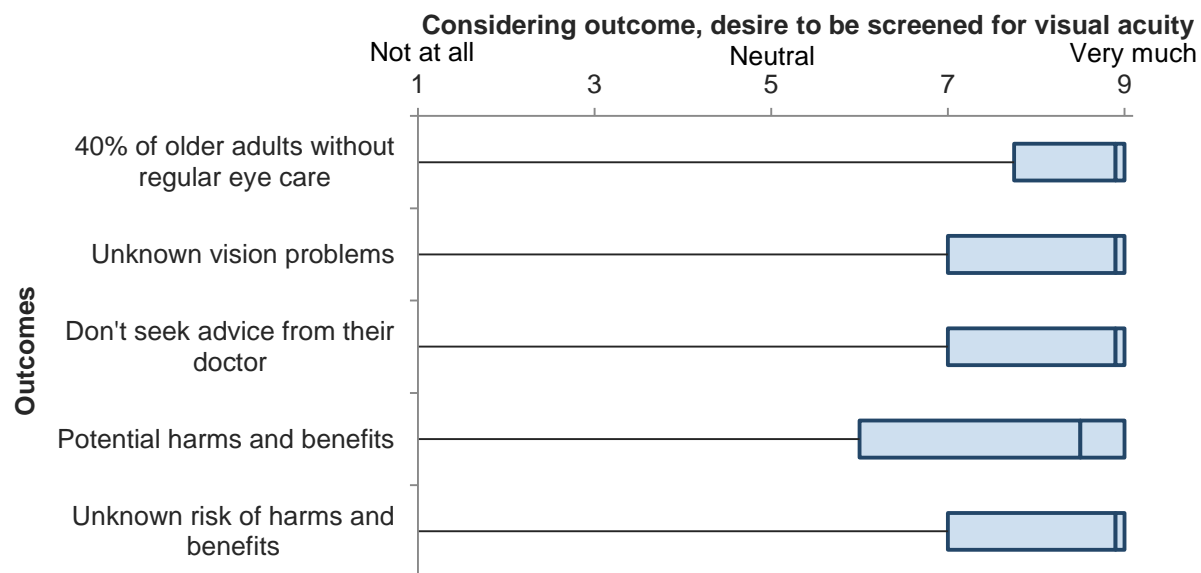 Considering outcome, desire to be screened for visual acuity
Not at all Neutral Very much
1 3 5 7 9
40% of older adults without
regular eye care
Unknown vision problems
Don't seek advice from their
doctor
Potential harms and benefits
Unknown risk of harms and
benefits
Outcomes